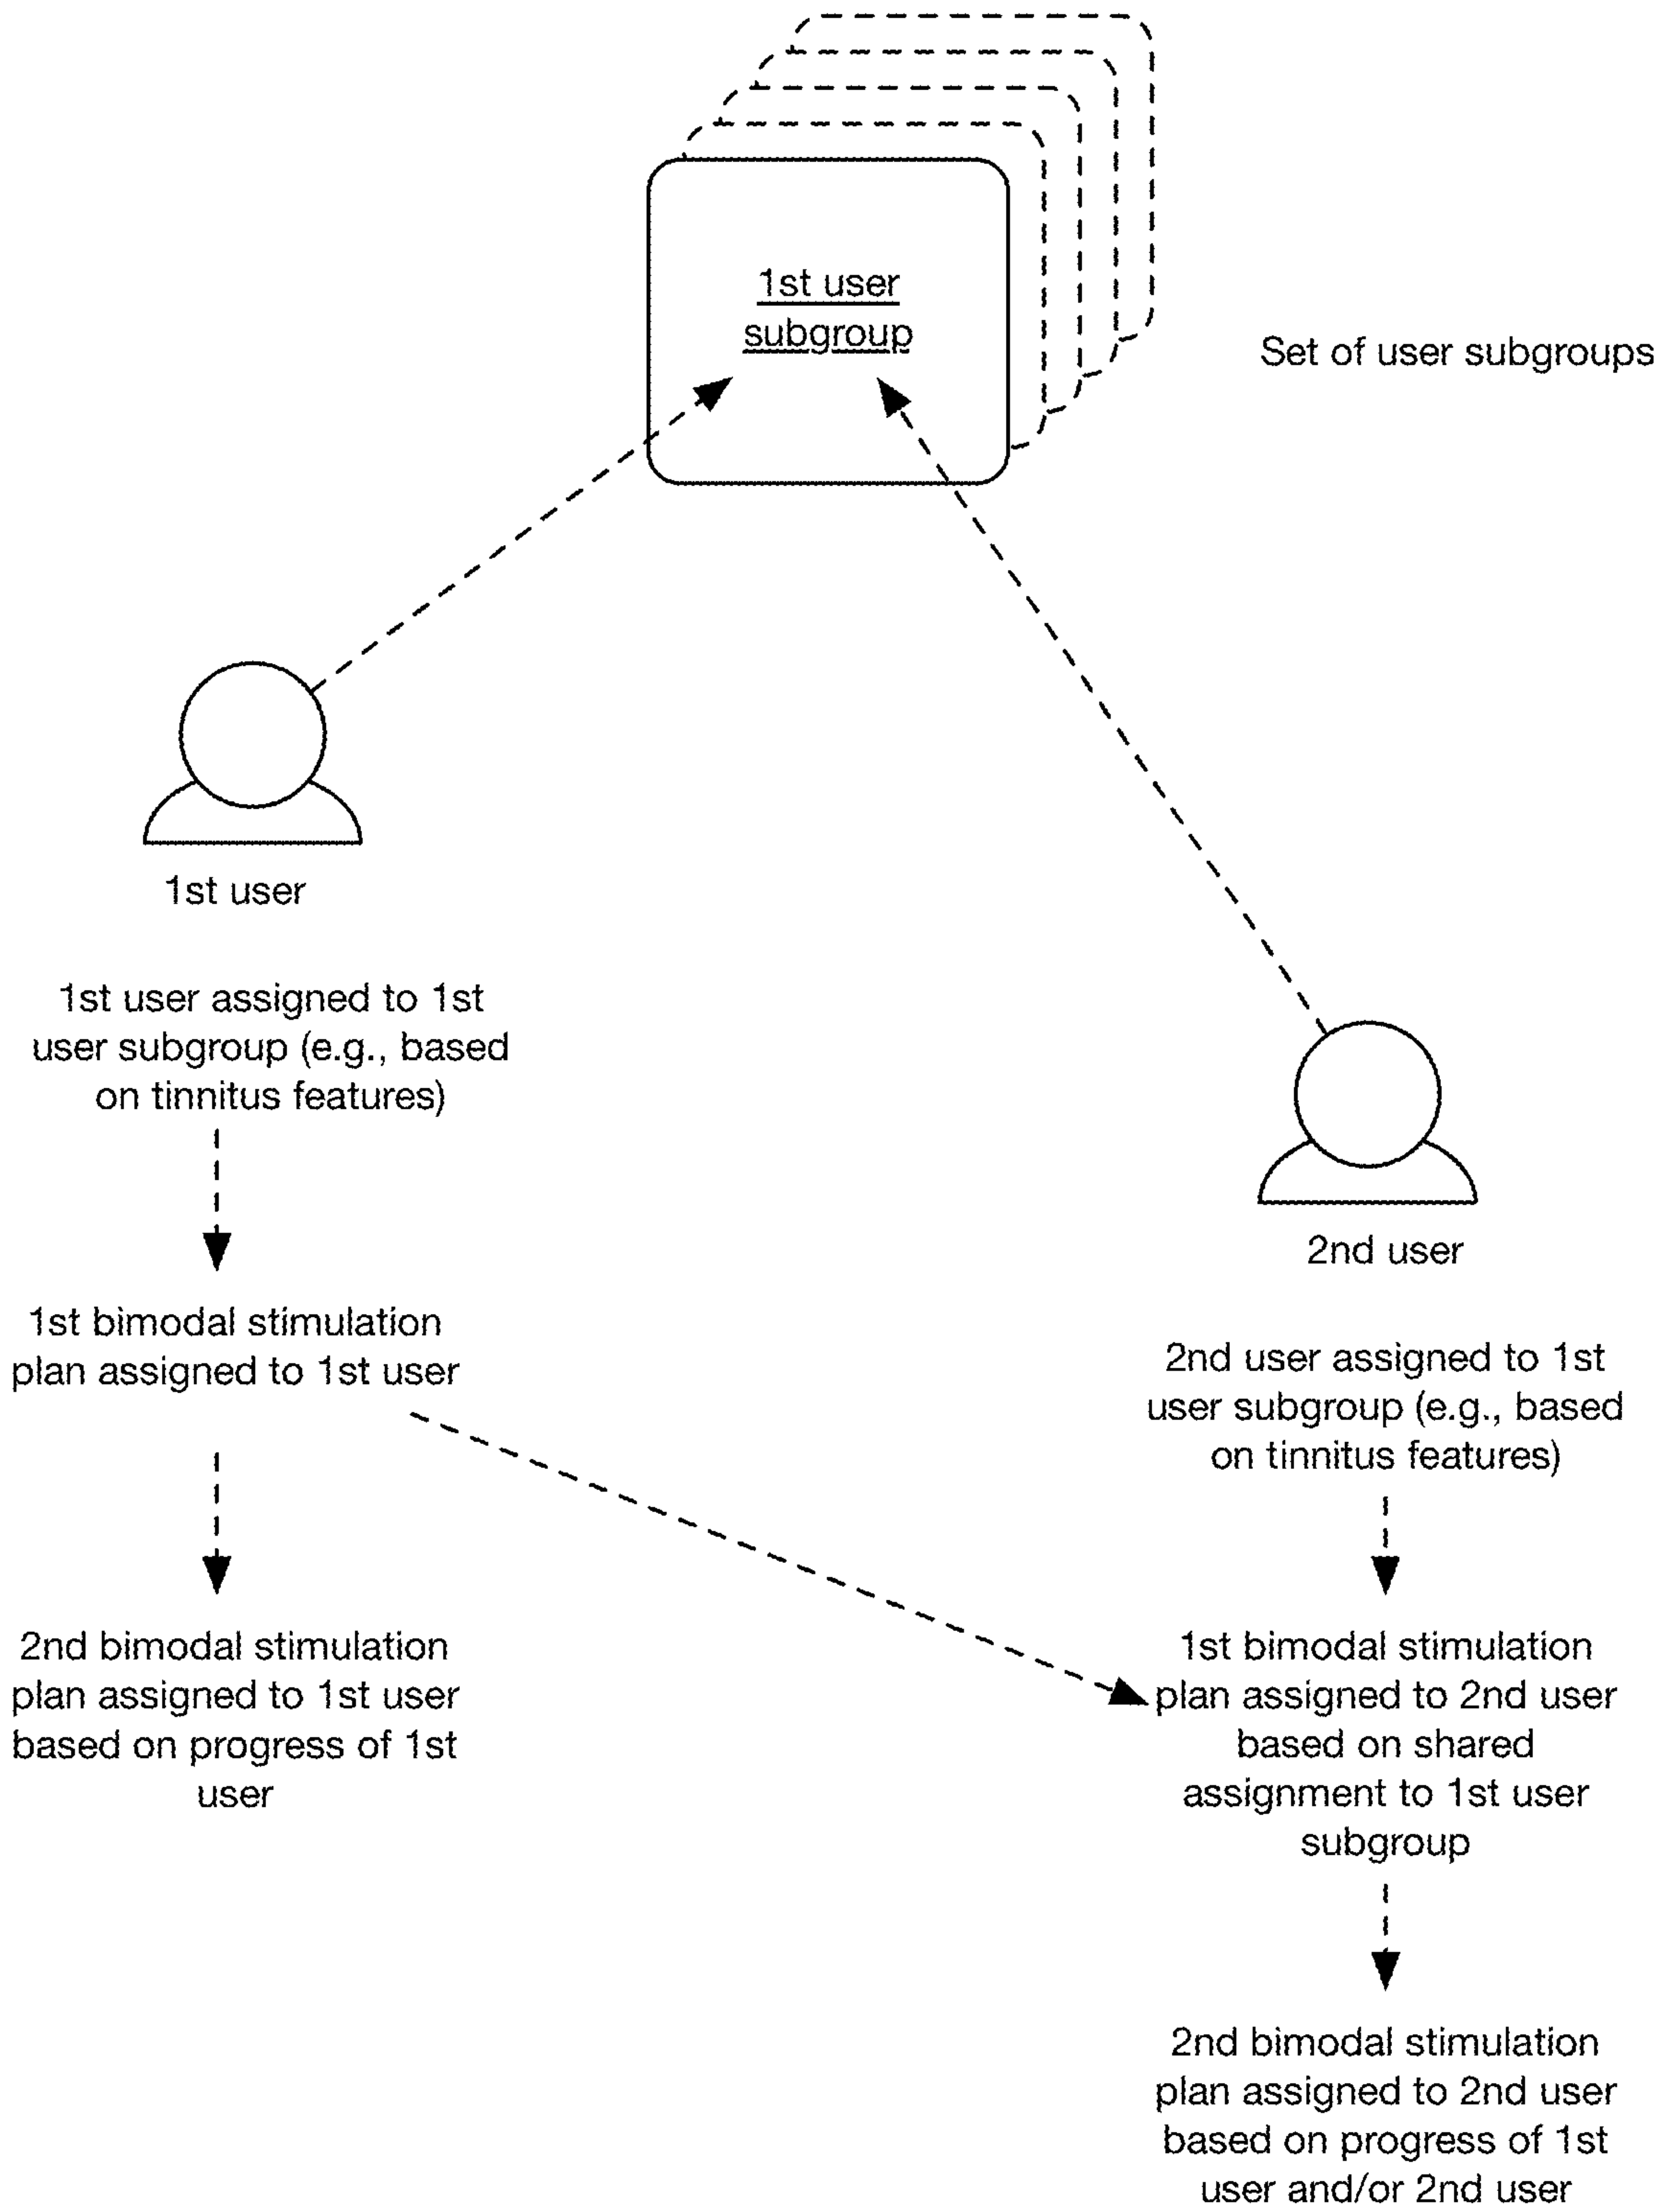 1st user
subgroup
Set of user subgroups
1st user
1st user assigned to 1st
user subgroup (e.g., based
on tinnitus features)
1st bimodal stimulation
plan assigned to 1st user
2nd bimodal stimulation
plan assigned to 1st user
based on progress of 1st
user
2nd user
2nd user assigned to 1st
user subgroup (e.g., based
on tinnitus features)
1st bimodal stimulation
plan assigned to 2nd user
based on shared
assignment to 1st user
subgroup
2nd bimodal stimulation
plan assigned to 2nd user
based on progress of 1st
user and/or 2nd user